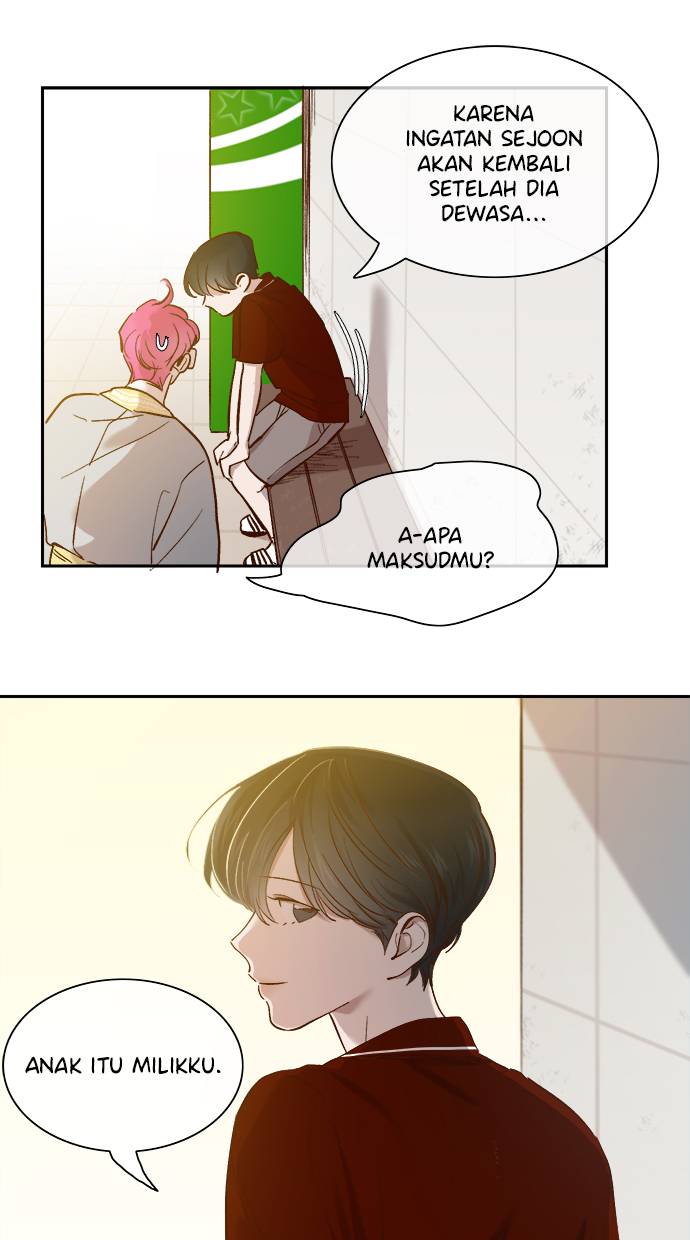 KARENA
INGATAN SEJOON
AKAN KEMBALI
SETELAH DIA
DEWASA...
A-APA
MAKSUDMU?
ANAK ITU MILIKKU.